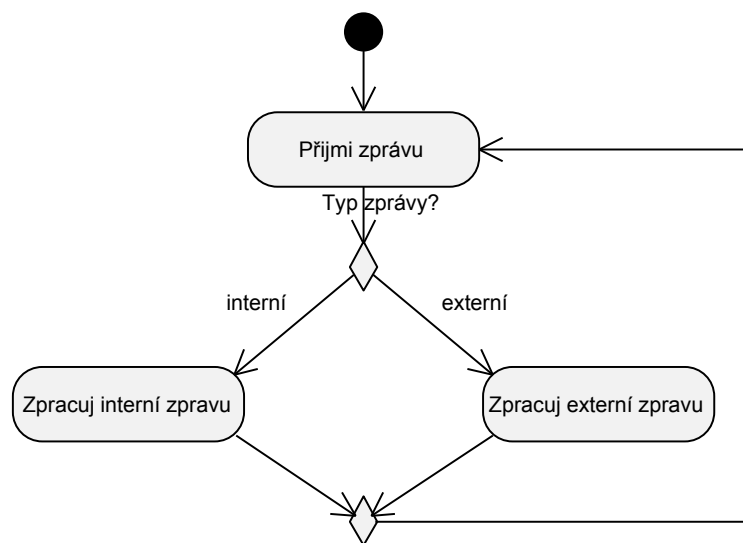 Přijmi zprávu
Typ zprávy?
interní
externí
Zpracuj interní zpravu
Zpracuj externí zpravu